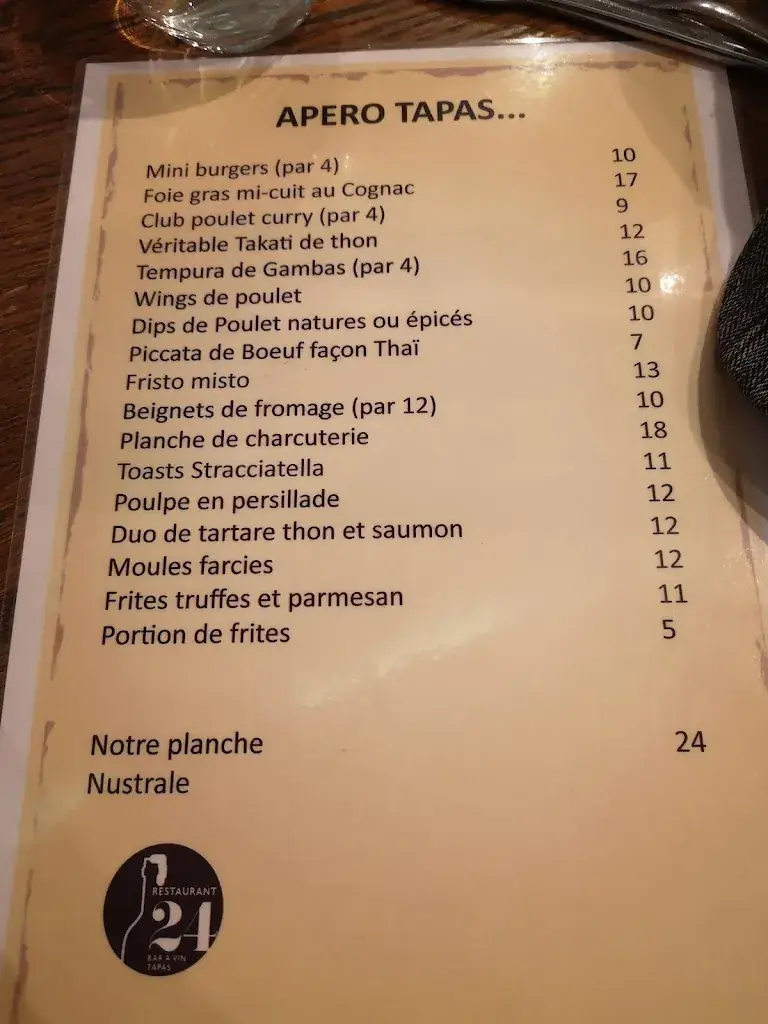 APERO TAPAS...
Mini burgers (par 4) 10
Foie gras mi-cuit au Cognac 17
Club poulet curry (par 4) 9
Véritable Takati de thon 12
Tempura de Gambas (par 4) 16
Wings de poulet 10
Dips de Poulet natures ou épicés 10
Piccata de Boeuf façon Thaï 7
Fristo misto 13
Beignets de fromage (par 12) 10
Planche de charcuterie 18
Toasts Stracciatella 11
Poulpe en persillade 12
Duo de tartare thon et saumon 12
Moules farcies 12
Frites truffes et parmesan 11
Portion de frites 5
Notre planche 24
Nustrale
RESTAURANT
24
BAR A VIN
TAPAS